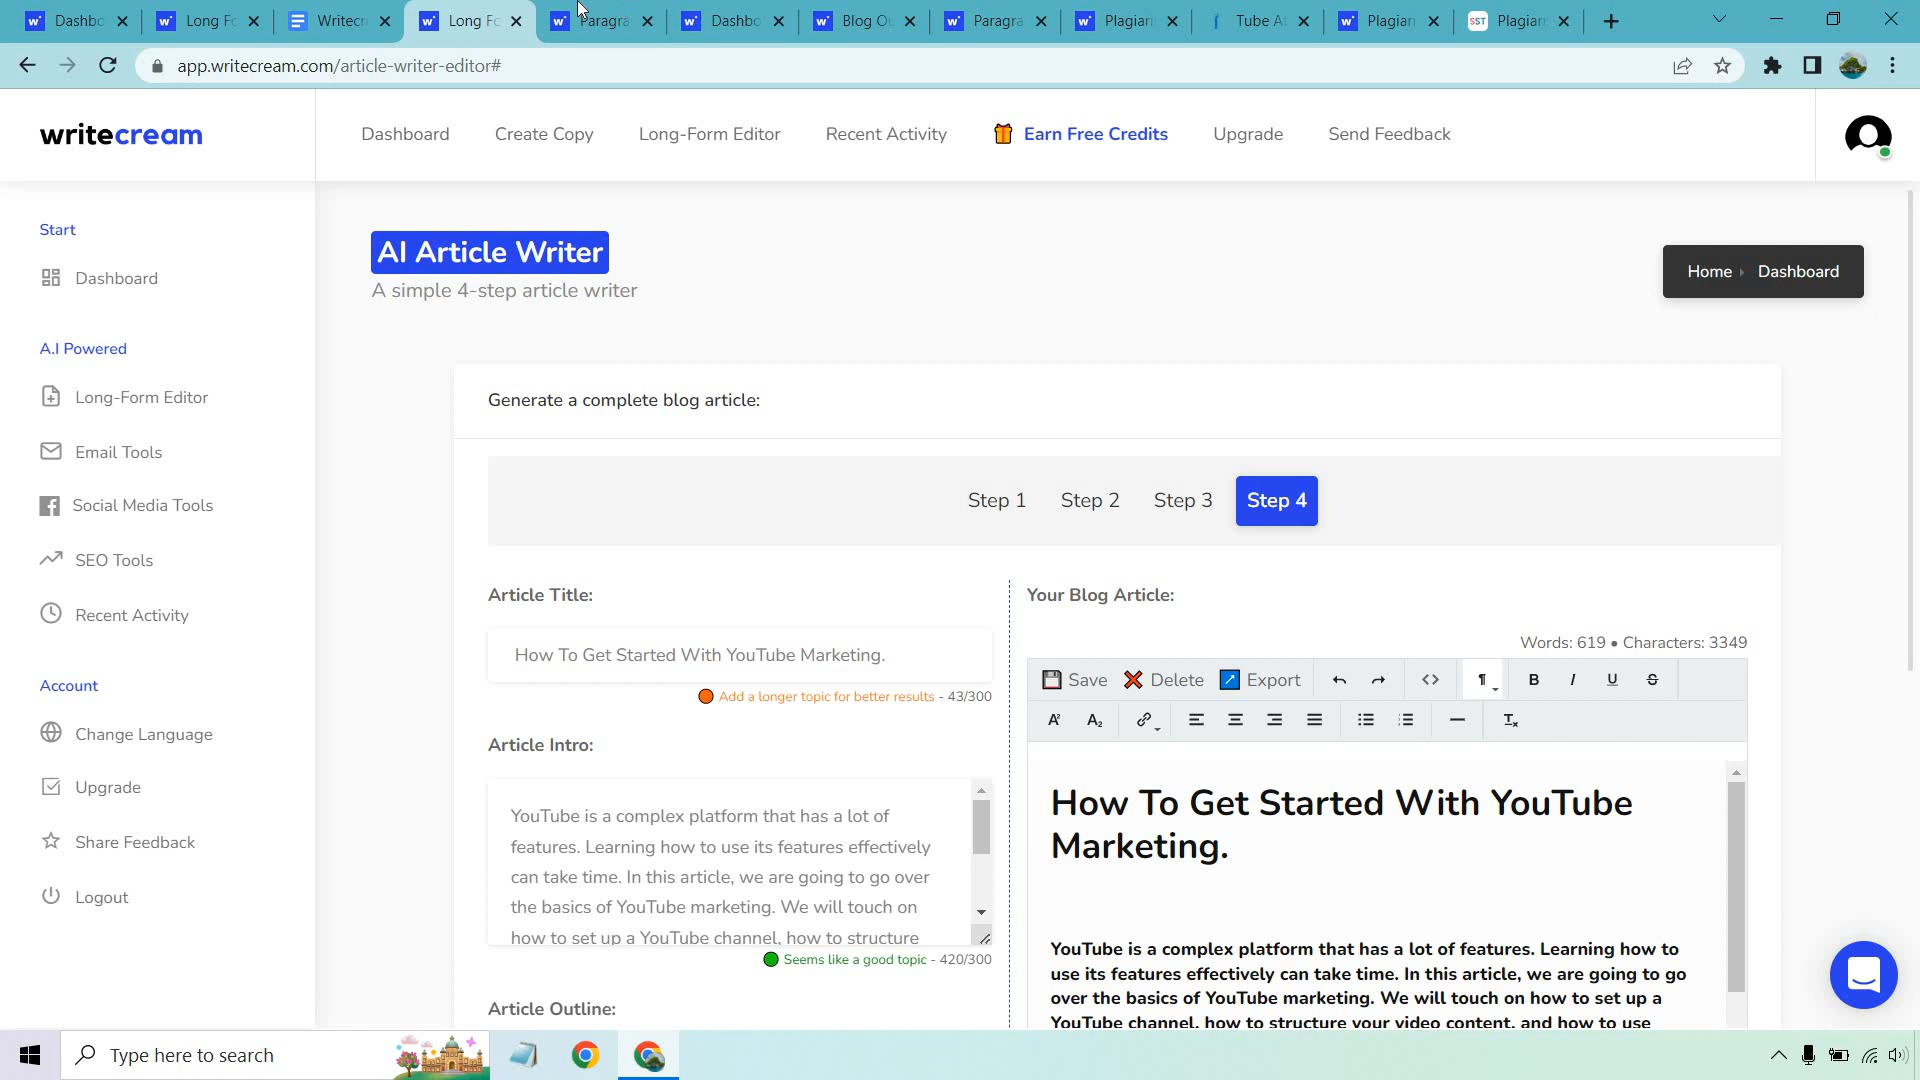 Dashbo
Long Fo
Writecr
Long Fo
Paragra
Dashbo
Blog Ou
Paragra
Plagiari
Tube A
Plagiari
SST
Plagiari
app.writecream.com/article-writer-editor#
writecream
Dashboard
Create Copy
Long-Form Editor
Recent Activity
Earn Free Credits
Upgrade
Send Feedback
Start
Dashboard
A.I Powered
Long-Form Editor
Email Tools
Social Media Tools
SEO Tools
Recent Activity
Account
Change Language
Upgrade
Share Feedback
Logout
AI Article Writer
A simple 4-step article writer
Home
Dashboard
Generate a complete blog article:
Step 1
Step 2
Step 3
Step 4
Article Title:
How To Get Started With YouTube Marketing.
Add a longer topic for better results - 43/300
Article Intro:
YouTube is a complex platform that has a lot of
features. Learning how to use its features effectively
can take time. In this article, we are going to go over
the basics of YouTube marketing. We will touch on
how to set up a YouTube channel, how to structure
Seems like a good topic - 420/300
Article Outline:
Your Blog Article:
Words: 619 • Characters: 3349
Save
Delete
Export
How To Get Started With YouTube
Marketing.
YouTube is a complex platform that has a lot of features. Learning how to
use its features effectively can take time. In this article, we are going to go
over the basics of YouTube marketing. We will touch on how to set up a
YouTube channel, how to structure your video content, and how to use
Type here to search